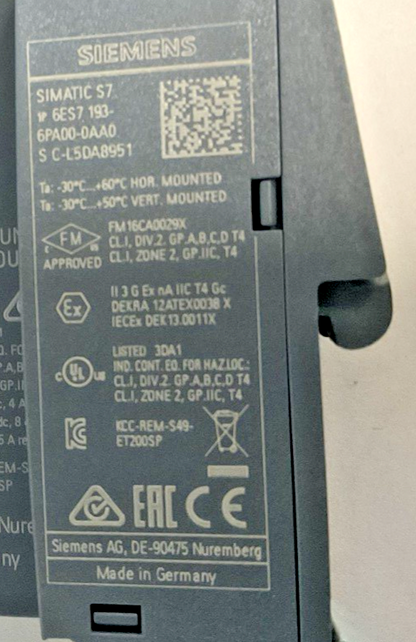 SIEMENS
SIMATIC S7
1P 6ES7 193-
6PA00-0AA0
S C-L5DA8951
Ta: -30°C...+60°C HOR. MOUNTED
Ta: -30°C...+50°C VERT. MOUNTED
FM
APPROVED
FM16CA0029X
CL.I, DIV.2. GP.A,B,C,D T4
CL.I, ZONE 2, GP.IIC, T4
Ex
II 3 G Ex nA IIC T4 Gc
DEKRA 12ATEX0038 X
IECEx DEK13.0011X
c UL us
LISTED 3DA1
IND. CONT. EQ. FOR HAZ.LOC.:
CL.I, DIV.2. GP.A,B,C,D T4
CL.I, ZONE 2, GP.IIC, T4
KCC-REM-S49-
ET200SP
EAC CE
Siemens AG, DE-90475 Nuremberg
Made in Germany